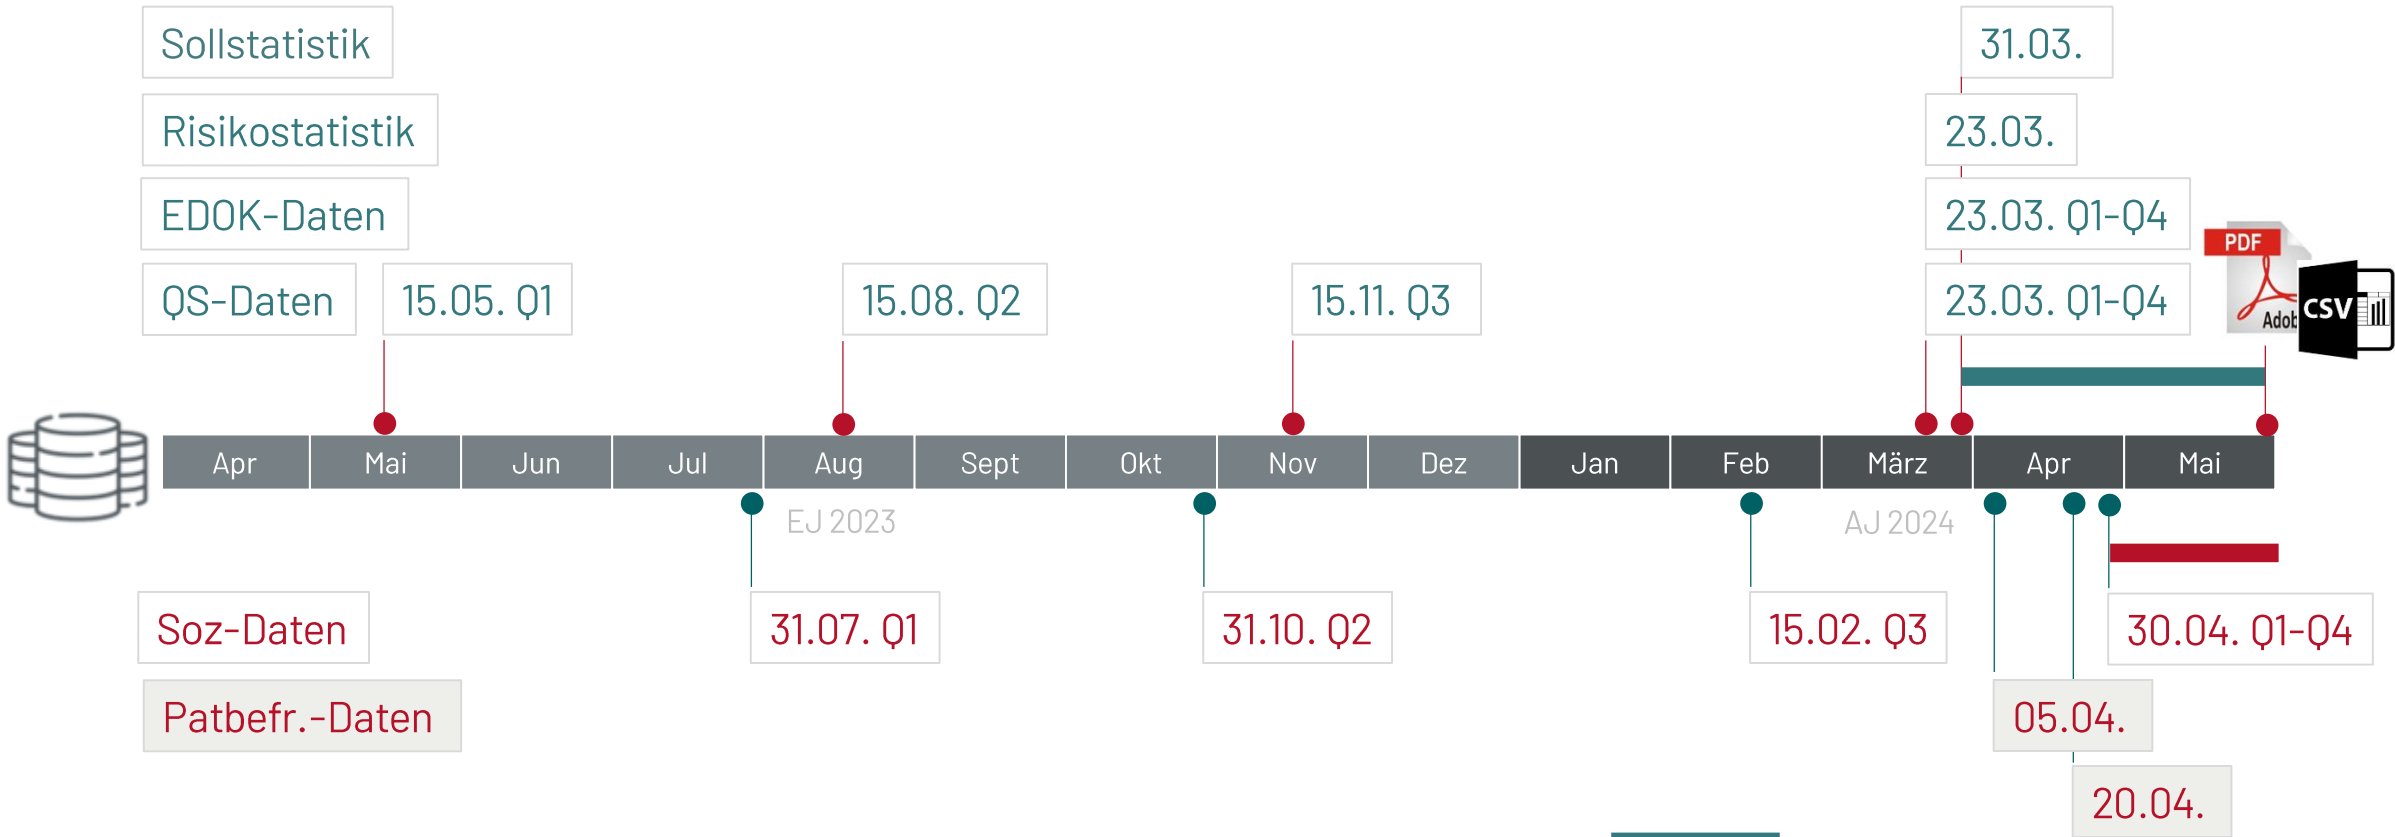 Sollstatistik
31.03.
Risikostatistik
23.03.
EDOK-Daten
23.03. Q1-Q4
QS-Daten
15.05. Q1
15.08. Q2
15.11. Q3
23.03. Q1-Q4
PDF
Adob
CSV
Apr
Mai
Jun
Jul
Aug
Sept
Okt
Nov
Dez
Jan
Feb
März
Apr
Mai
EJ 2023
AJ 2024
Soz-Daten
31.07. Q1
31.10. Q2
15.02. Q3
30.04. Q1-Q4
Patbefr.-Daten
05.04.
20.04.